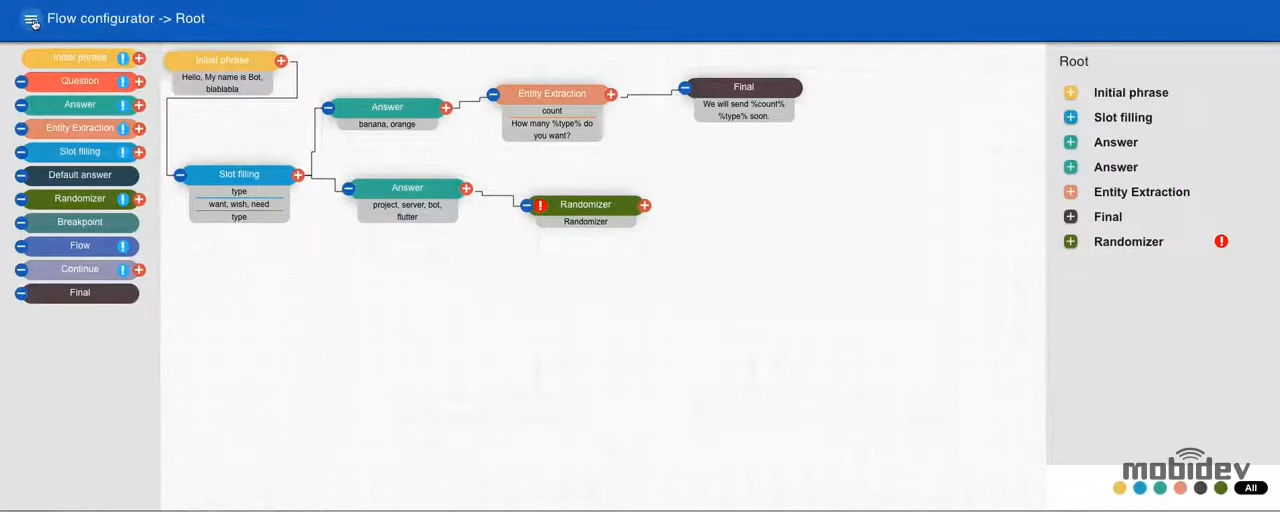 Flow configurator -> Root
Initial phrase
Question
Answer
Entity Extraction
Slot filling
Default answer
Randomizer
Breakpoint
Flow
Continue
Final
Initial phrase
Hello, My name is Bot,
blablabla
Slot filling
type
want, wish, need
type
Answer
banana, orange
Answer
project, server, bot,
flutter
Entity Extraction
count
How many %type% do
you want?
Randomizer
Randomizer
Final
We will send %count%
%type% soon.
Root
Initial phrase
Slot filling
Answer
Answer
Entity Extraction
Final
Randomizer
mobidev
All